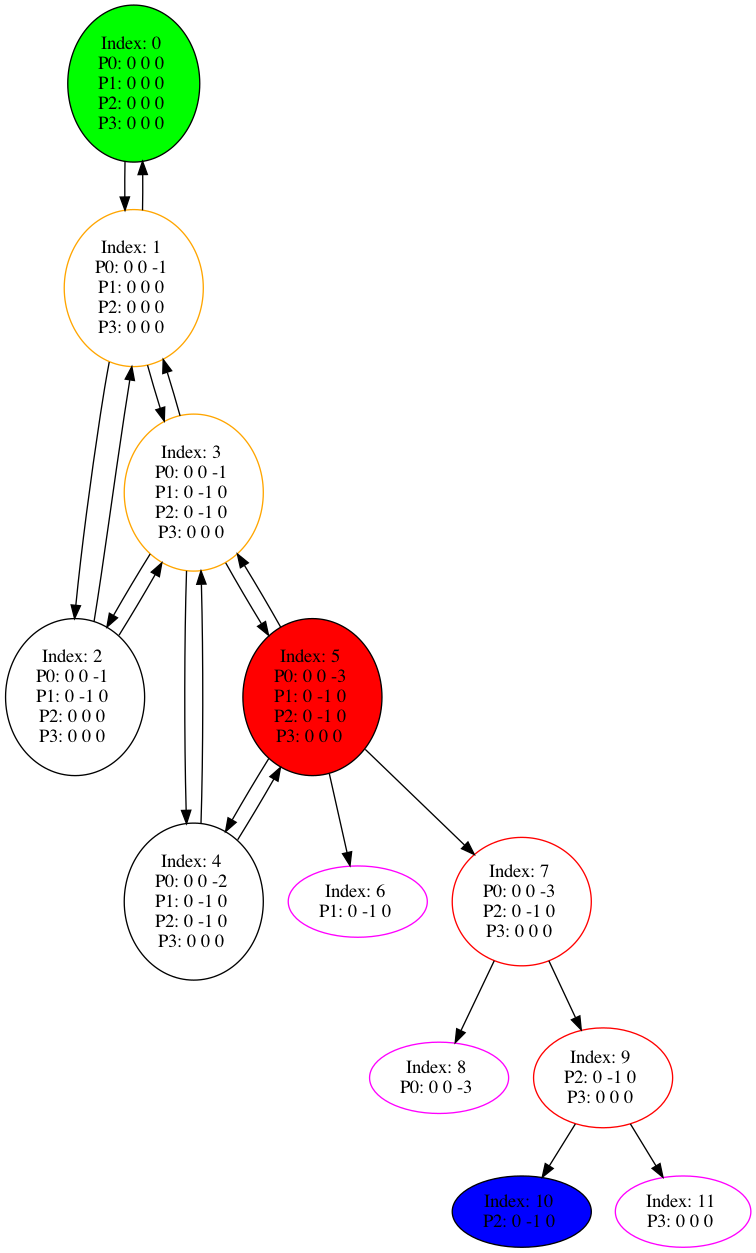 Index: 0
P0: 0 0 0
P1: 0 0 0
P2: 0 0 0
P3: 0 0 0
Index: 1
P0: 0 0 -1
P1: 0 0 0
P2: 0 0 0
P3: 0 0 0
Index: 3
P0: 0 0 -1
P1: 0 -1 0
P2: 0 -1 0
P3: 0 0 0
Index: 2
P0: 0 0 -1
P1: 0 -1 0
P2: 0 0 0
P3: 0 0 0
Index: 5
P0: 0 0 -3
P1: 0 -1 0
P2: 0 -1 0
P3: 0 0 0
Index: 4
P0: 0 0 -2
P1: 0 -1 0
P2: 0 -1 0
P3: 0 0 0
Index: 6
P1: 0 -1 0
Index: 7
P0: 0 0 -3
P2: 0 -1 0
P3: 0 0 0
Index: 8
P0: 0 0 -3
Index: 9
P2: 0 -1 0
P3: 0 0 0
Index: 10
P2: 0 -1 0
Index: 11
P3: 0 0 0